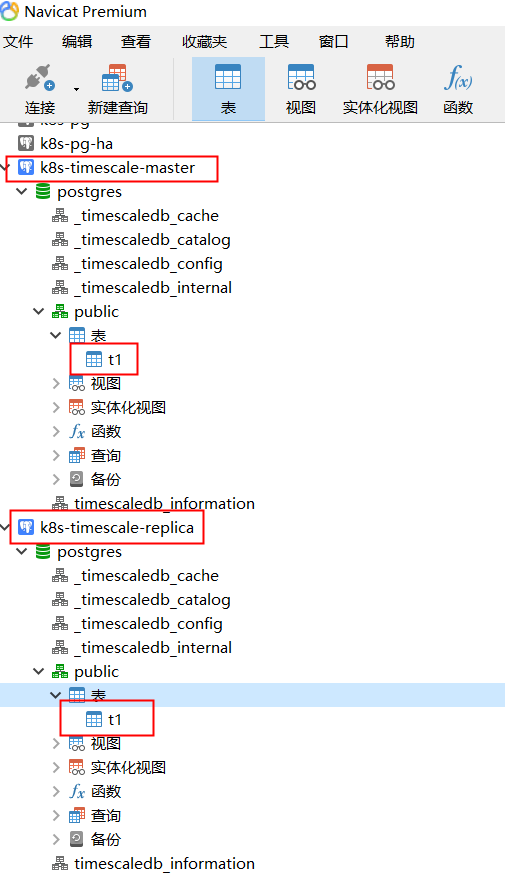 Navicat Premium
文件 编辑 查看 收藏夹 工具 窗口 帮助
连接 新建查询 表 视图 实体化视图 函数
k8s-pg
k8s-pg-ha
k8s-timescale-master
postgres
_timescaledb_cache
_timescaledb_catalog
_timescaledb_config
_timescaledb_internal
public
表
t1
视图
实体化视图
函数
查询
备份
timescaledb_information
k8s-timescale-replica
postgres
_timescaledb_cache
_timescaledb_catalog
_timescaledb_config
_timescaledb_internal
public
表
t1
视图
实体化视图
函数
查询
备份
timescaledb_information